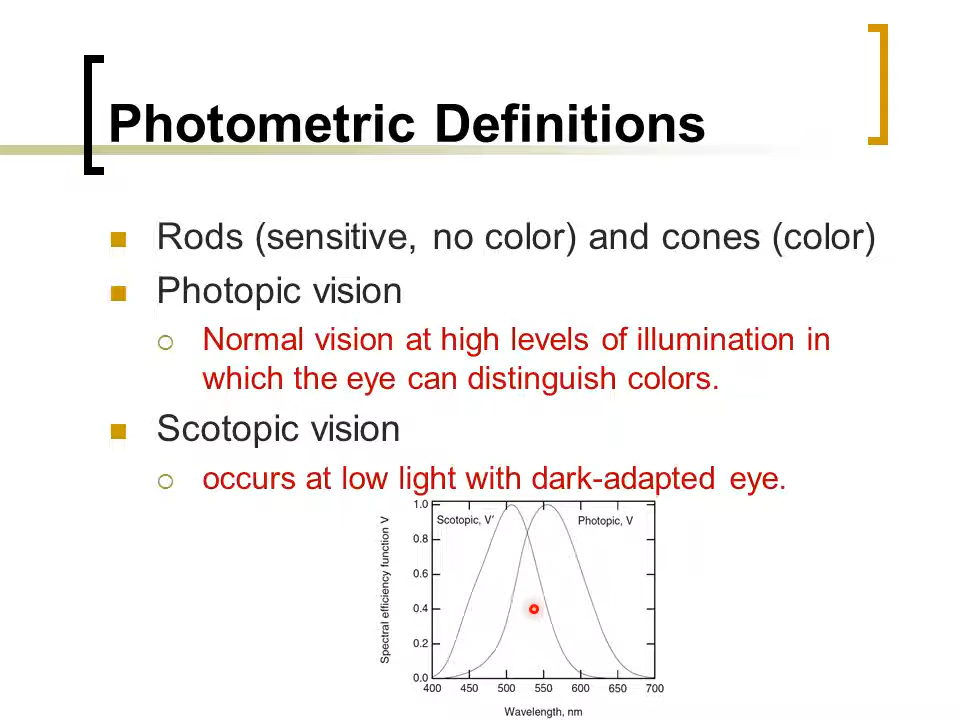 Photometric Definitions
Rods (sensitive, no color) and cones (color)
Photopic vision
Normal vision at high levels of illumination in
which the eye can distinguish colors.
Scotopic vision
occurs at low light with dark-adapted eye.
Spectral efficiency function V
1.0
0.8
0.6
0.4
0.2
0.0
Scotopic, V′ Photopic, V
400 450 500 550 600 650 700
Wavelength, nm